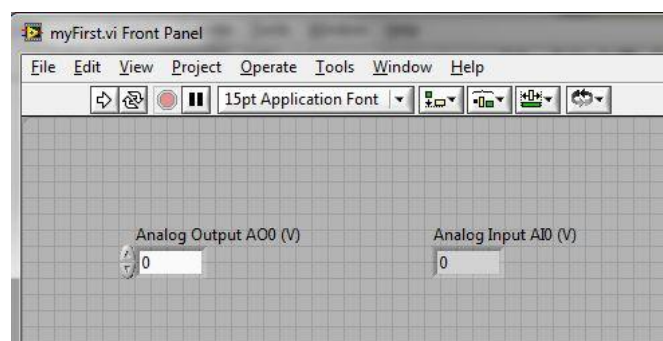 myFirst.vi Front Panel
File Edit View Project Operate Tools Window Help
15pt Application Font
Analog Output AO0 (V)
Analog Input AI0 (V)
0
0